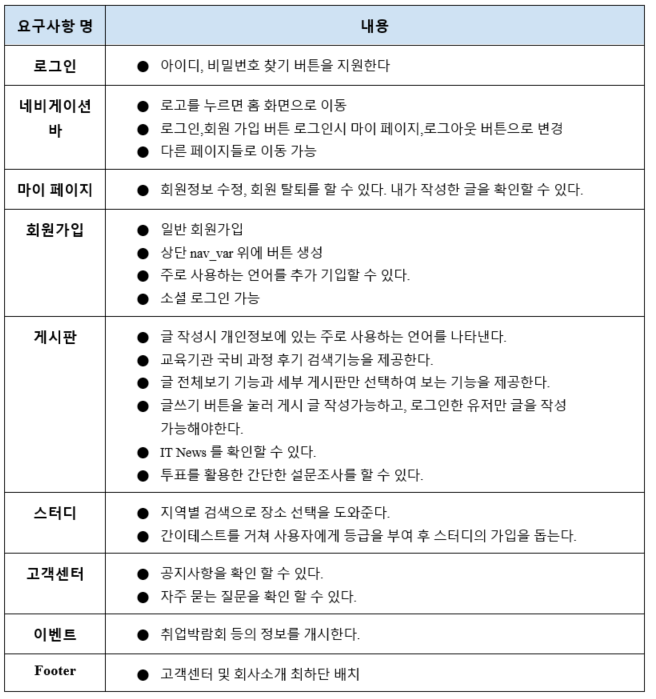 요구사항 명
내용
로그인
● 아이디, 비밀번호 찾기 버튼을 지원한다
네비게이션
바
● 로고를 누르면 홈 화면으로 이동
● 로그인,회원 가입 버튼 로그인시 마이 페이지,로그아웃 버튼으로 변경
● 다른 페이지들로 이동 가능
마이 페이지
● 회원정보 수정, 회원 탈퇴를 할 수 있다. 내가 작성한 글을 확인할 수 있다.
회원가입
● 일반 회원가입
● 상단 nav_var 위에 버튼 생성
● 주로 사용하는 언어를 추가 기입할 수 있다.
● 소셜 로그인 가능
게시판
● 글 작성시 개인정보에 있는 주로 사용하는 언어를 나타낸다.
● 교육기관 국비 과정 후기 검색기능을 제공한다.
● 글 전체보기 기능과 세부 게시판만 선택하여 보는 기능을 제공한다.
● 글쓰기 버튼을 눌러 게시 글 작성가능하고, 로그인한 유저만 글을 작성
가능해야한다.
● IT News 를 확인할 수 있다.
● 투표를 활용한 간단한 설문조사를 할 수 있다.
스터디
● 지역별 검색으로 장소 선택을 도와준다.
● 간이테스트를 거쳐 사용자에게 등급을 부여 후 스터디의 가입을 돕는다.
고객센터
● 공지사항을 확인 할 수 있다.
● 자주 묻는 질문을 확인 할 수 있다.
이벤트
● 취업박람회 등의 정보를 개시한다.
Footer
● 고객센터 및 회사소개 최하단 배치